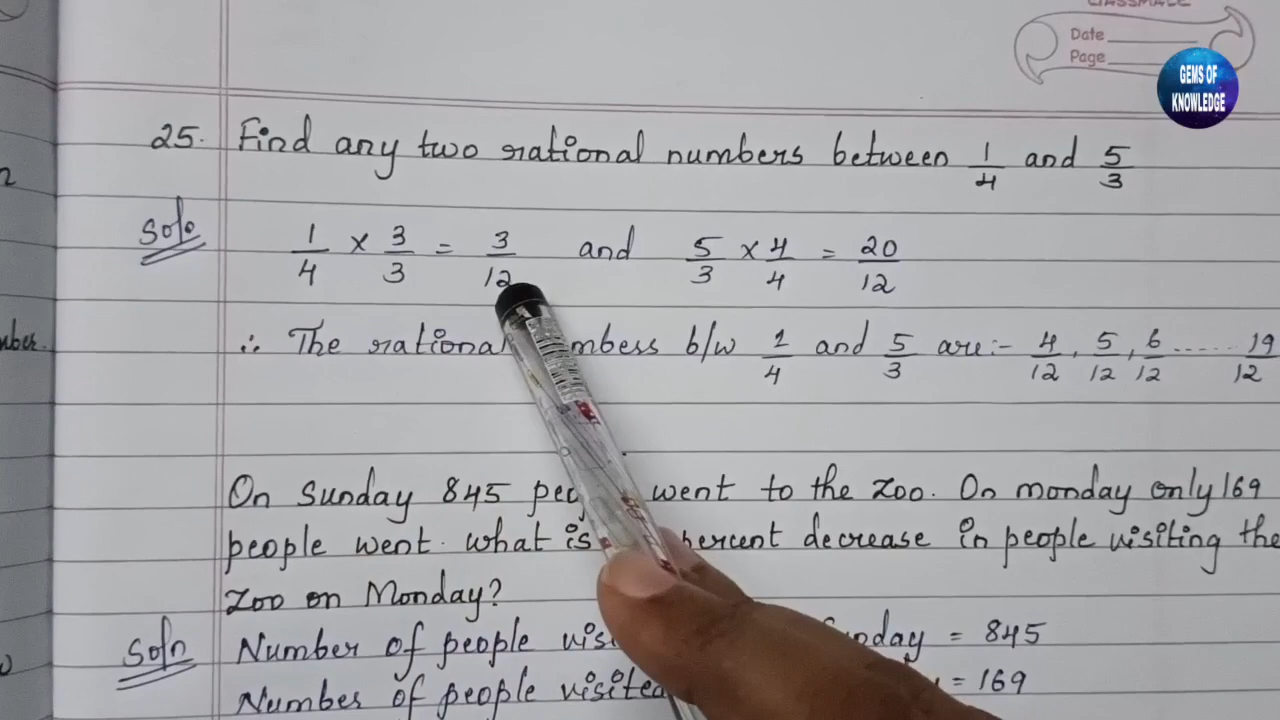 CLASSMATE
Date
Page
GEMS OF
KNOWLEDGE
25. Find any two rational numbers between 1/4 and 5/3
Soln 1/4 × 3/3 = 3/12 and 5/3 × 4/4 = 20/12
mber.
∴ The rational b/w 1/4 and 5/3 are:- 4/12, 5/12, 6/12 ..... 19/12
On Sunday 845 went to the Zoo. On monday only 169
people went. What is percent decrease in people visiting the
Zoo on Monday?
Soln Number of people = 845
Number of people visited = 169